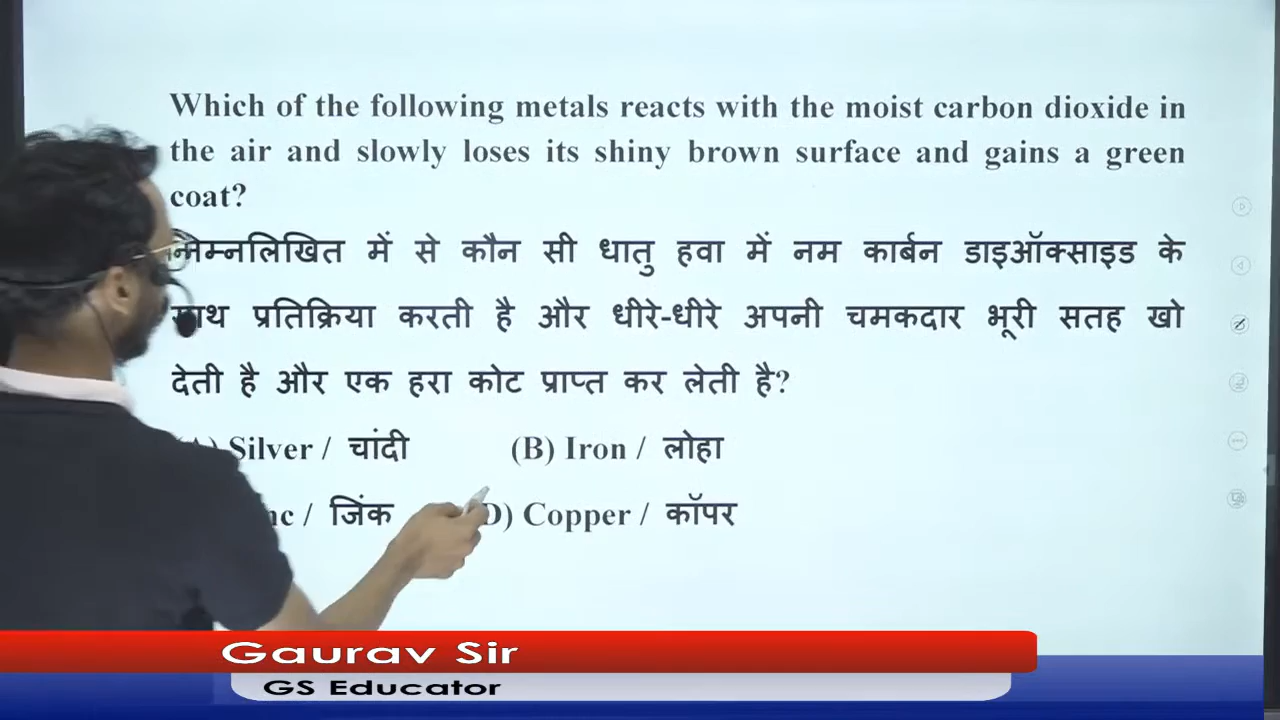 Which of the following metals reacts with the moist carbon dioxide in
the air and slowly loses its shiny brown surface and gains a green
coat?
निम्नलिखित में से कौन सी धातु हवा में नम कार्बन डाइऑक्साइड के
साथ प्रतिक्रिया करती है और धीरे-धीरे अपनी चमकदार भूरी सतह खो
देती है और एक हरा कोट प्राप्त कर लेती है?
(A) Silver / चांदी (B) Iron / लोहा
/ जिंक D) Copper / कॉपर
Gaurav Sir
GS Educator